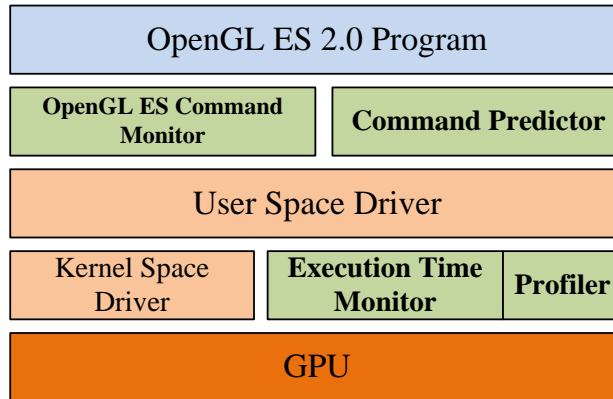 OpenGL ES 2.0 Program
OpenGL ES Command
Monitor
Command Predictor
User Space Driver
Kernel Space
Driver
Execution Time
Monitor
Profiler
GPU